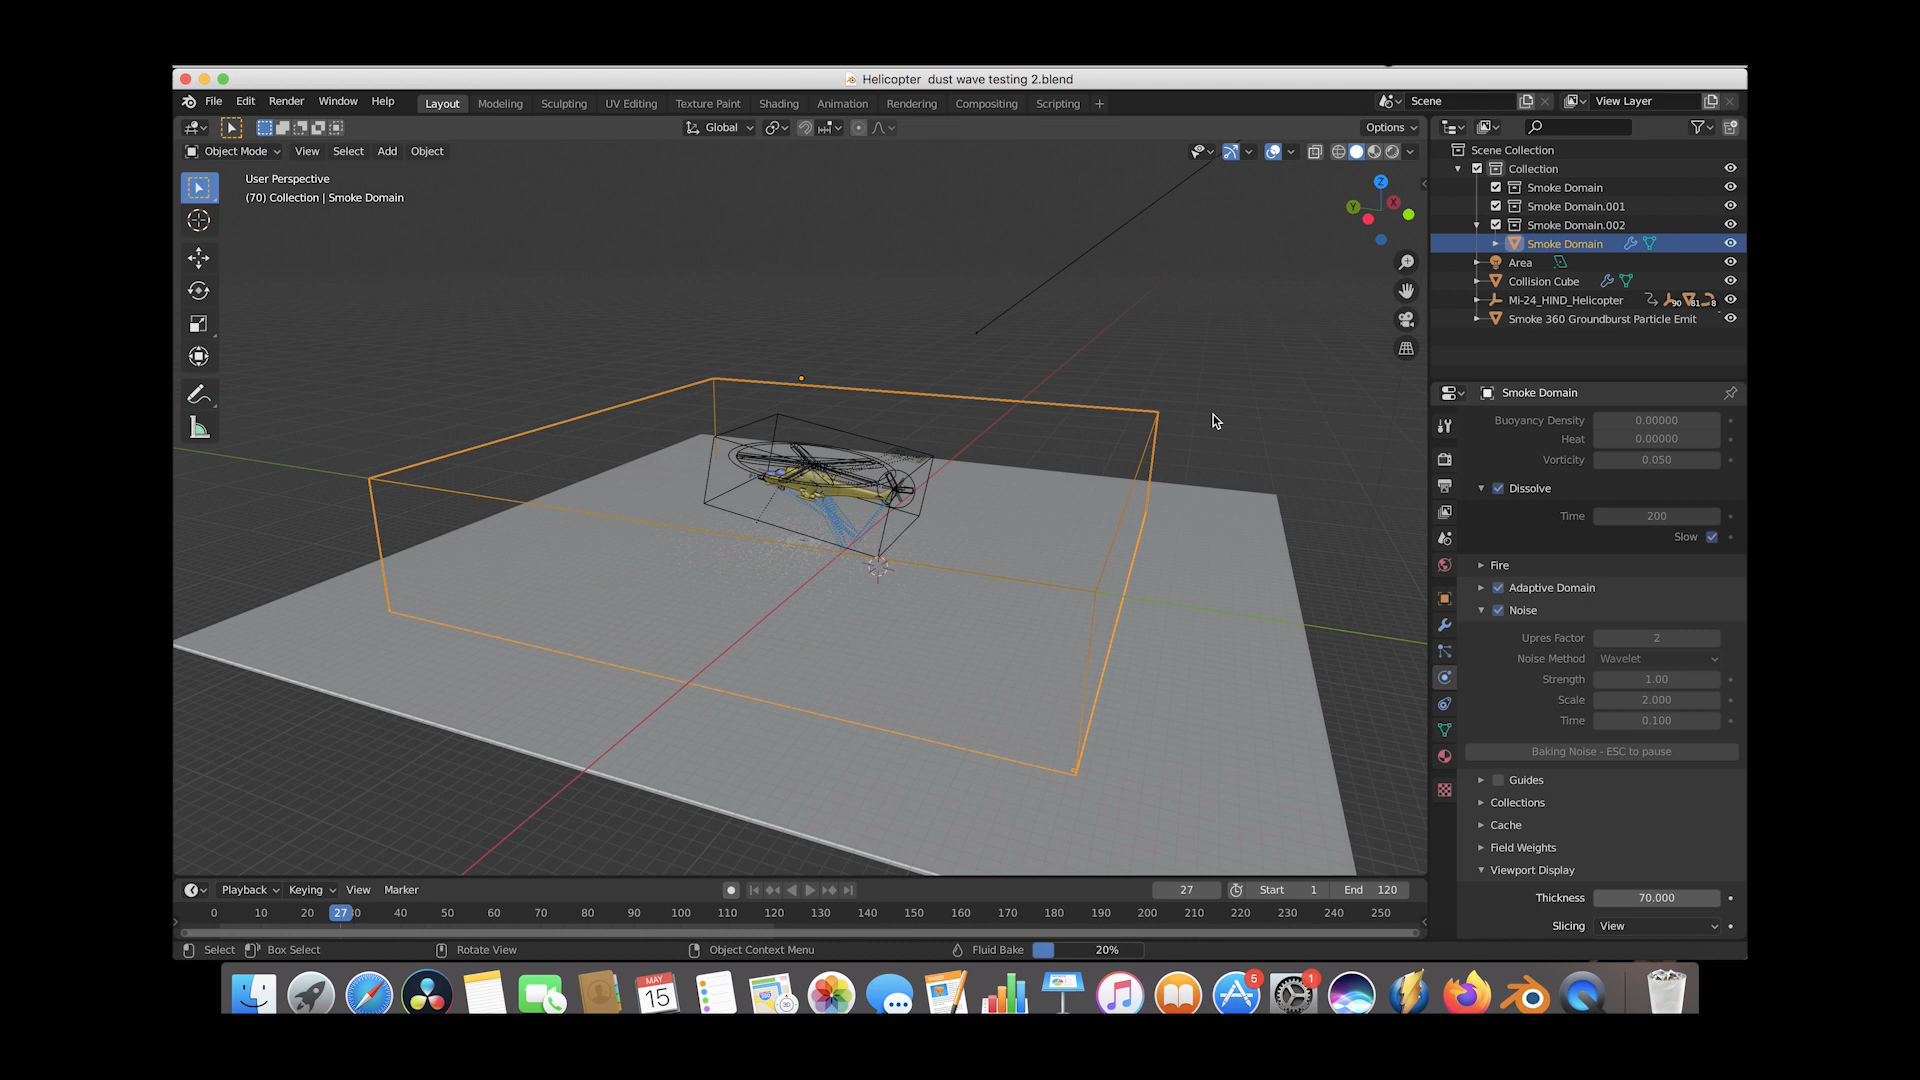 Helicopter  dust wave testing 2.blend
File Edit Render Window Help
Layout Modeling Sculpting UV Editing Texture Paint Shading Animation Rendering Compositing Scripting +
Scene
View Layer
Global
Options
Object Mode View Select Add Object
User Perspective
(70) Collection | Smoke Domain
Z
Y
X
Scene Collection
Collection
Smoke Domain
Smoke Domain.001
Smoke Domain.002
Smoke Domain
Area
Collision Cube
Mi-24_HIND_Helicopter 90 81 8
Smoke 360 Groundburst Particle Emit
Smoke Domain
Buoyancy Density 0.00000
Heat 0.00000
Vorticity 0.050
Dissolve
Time 200
Slow
Fire
Adaptive Domain
Noise
Upres Factor 2
Noise Method Wavelet
Strength 1.00
Scale 2.000
Time 0.100
Baking Noise - ESC to pause
Guides
Collections
Cache
Field Weights
Viewport Display
Thickness 70.000
Slicing View
Playback Keying View Marker
27 Start 1 End 120
0 10 20 27 40 50 60 70 80 90 100 110 120 130 140 150 160 170 180 190 200 210 220 230 240 250
Select Box Select Rotate View Object Context Menu Fluid Bake 20%
MAY
15
PAGES
5
1